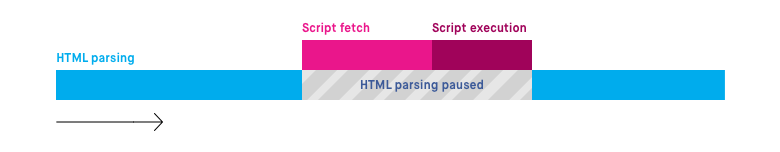 Script fetch
Script execution
HTML parsing
HTML parsing paused